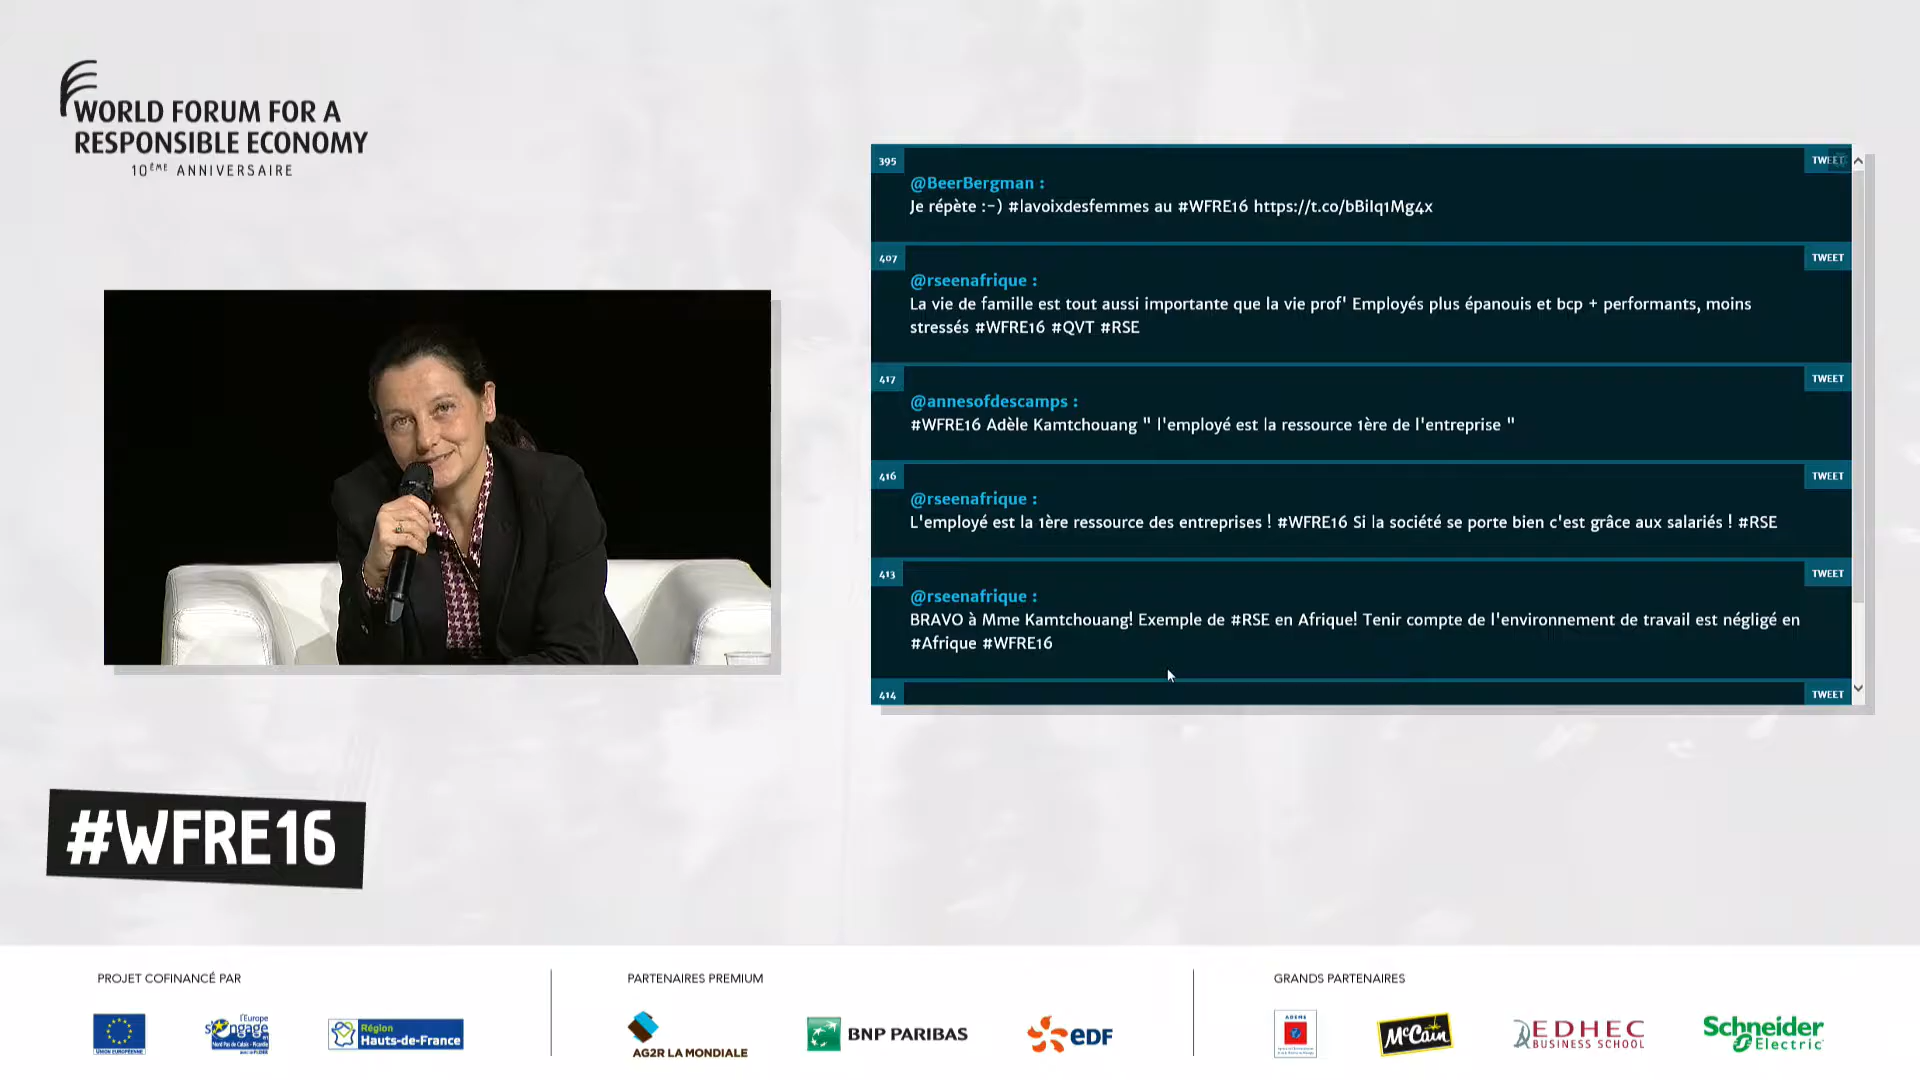 WORLD FORUM FOR A
RESPONSIBLE ECONOMY
10ÈME ANNIVERSAIRE
395
TWEET
@BeerBergman :
Je répète :-) #lavoixdesfemmes au #WFRE16 https://t.co/bBiIq1Mg4x
407
TWEET
@rseenafrique :
La vie de famille est tout aussi importante que la vie prof' Employés plus épanouis et bcp + performants, moins
stressés #WFRE16 #QVT #RSE
417
TWEET
@annesofdescamps :
#WFRE16 Adèle Kamtchouang " l'employé est la ressource 1ère de l'entreprise "
416
TWEET
@rseenafrique :
L'employé est la 1ère ressource des entreprises ! #WFRE16 Si la société se porte bien c'est grâce aux salariés ! #RSE
413
TWEET
@rseenafrique :
BRAVO à Mme Kamtchouang! Exemple de #RSE en Afrique! Tenir compte de l'environnement de travail est négligé en
#Afrique #WFRE16
414
TWEET
#WFRE16
PROJET COFINANCÉ PAR
UNION EUROPÉENNE
l'Europe
s'engage
Région
Hauts-de-France
PARTENAIRES PREMIUM
AG2R LA MONDIALE
BNP PARIBAS
eDF
GRANDS PARTENAIRES
ADEME
McCain
EDHEC
BUSINESS SCHOOL
Schneider
Electric